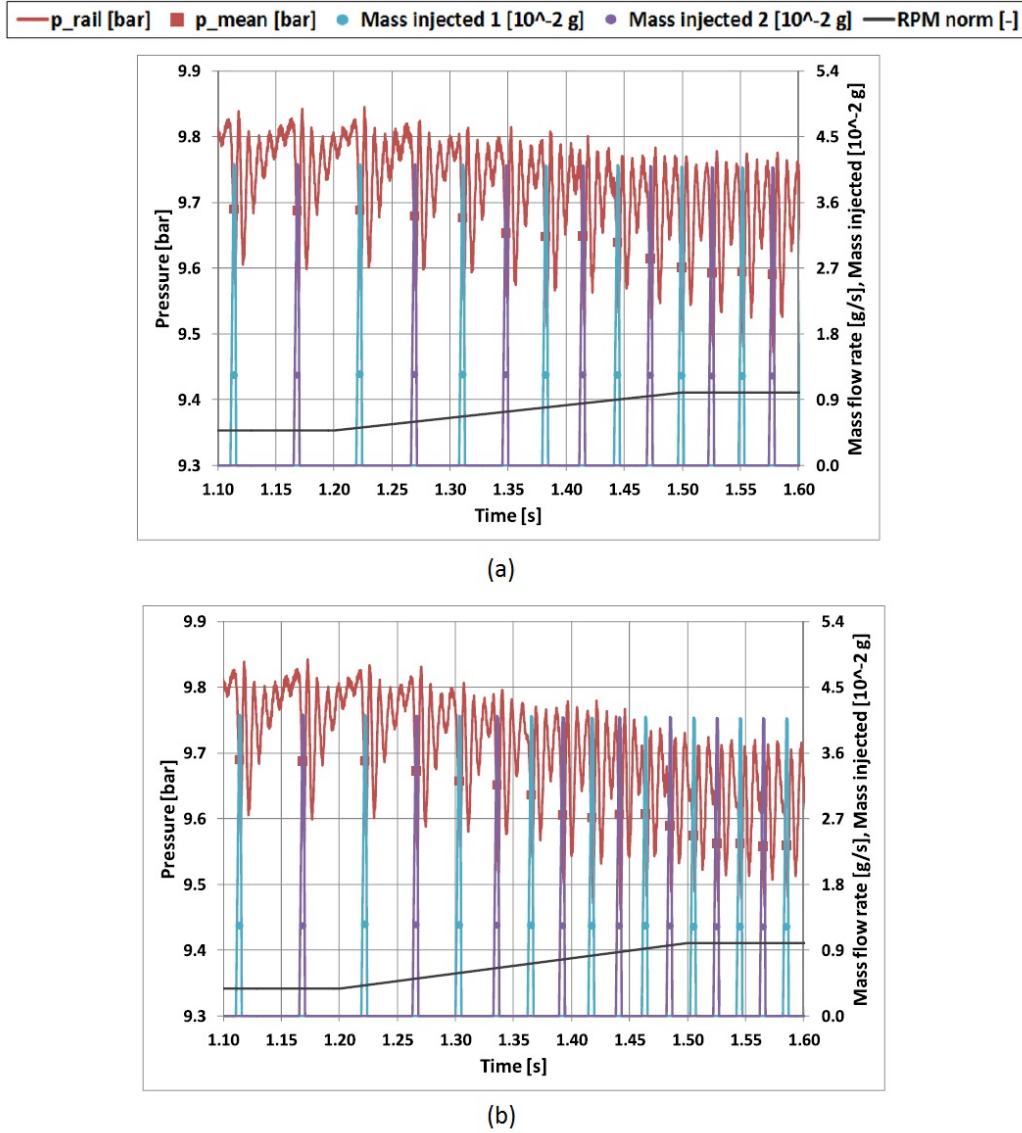 p_rail [bar] p_mean [bar] Mass injected 1 [10^-2 g] Mass injected 2 [10^-2 g] RPM norm [-]
Pressure [bar]
9.9
9.8
9.7
9.6
9.5
9.4
9.3
5.4
4.5
3.6
2.7
1.8
0.9
0.0
Mass flow rate [g/s], Mass injected [10^-2 g]
1.10 1.15 1.20 1.25 1.30 1.35 1.40 1.45 1.50 1.55 1.60
Time [s]
(a)
Pressure [bar]
9.9
9.8
9.7
9.6
9.5
9.4
9.3
5.4
4.5
3.6
2.7
1.8
0.9
0.0
Mass flow rate [g/s], Mass injected [10^-2 g]
1.10 1.15 1.20 1.25 1.30 1.35 1.40 1.45 1.50 1.55 1.60
Time [s]
(b)